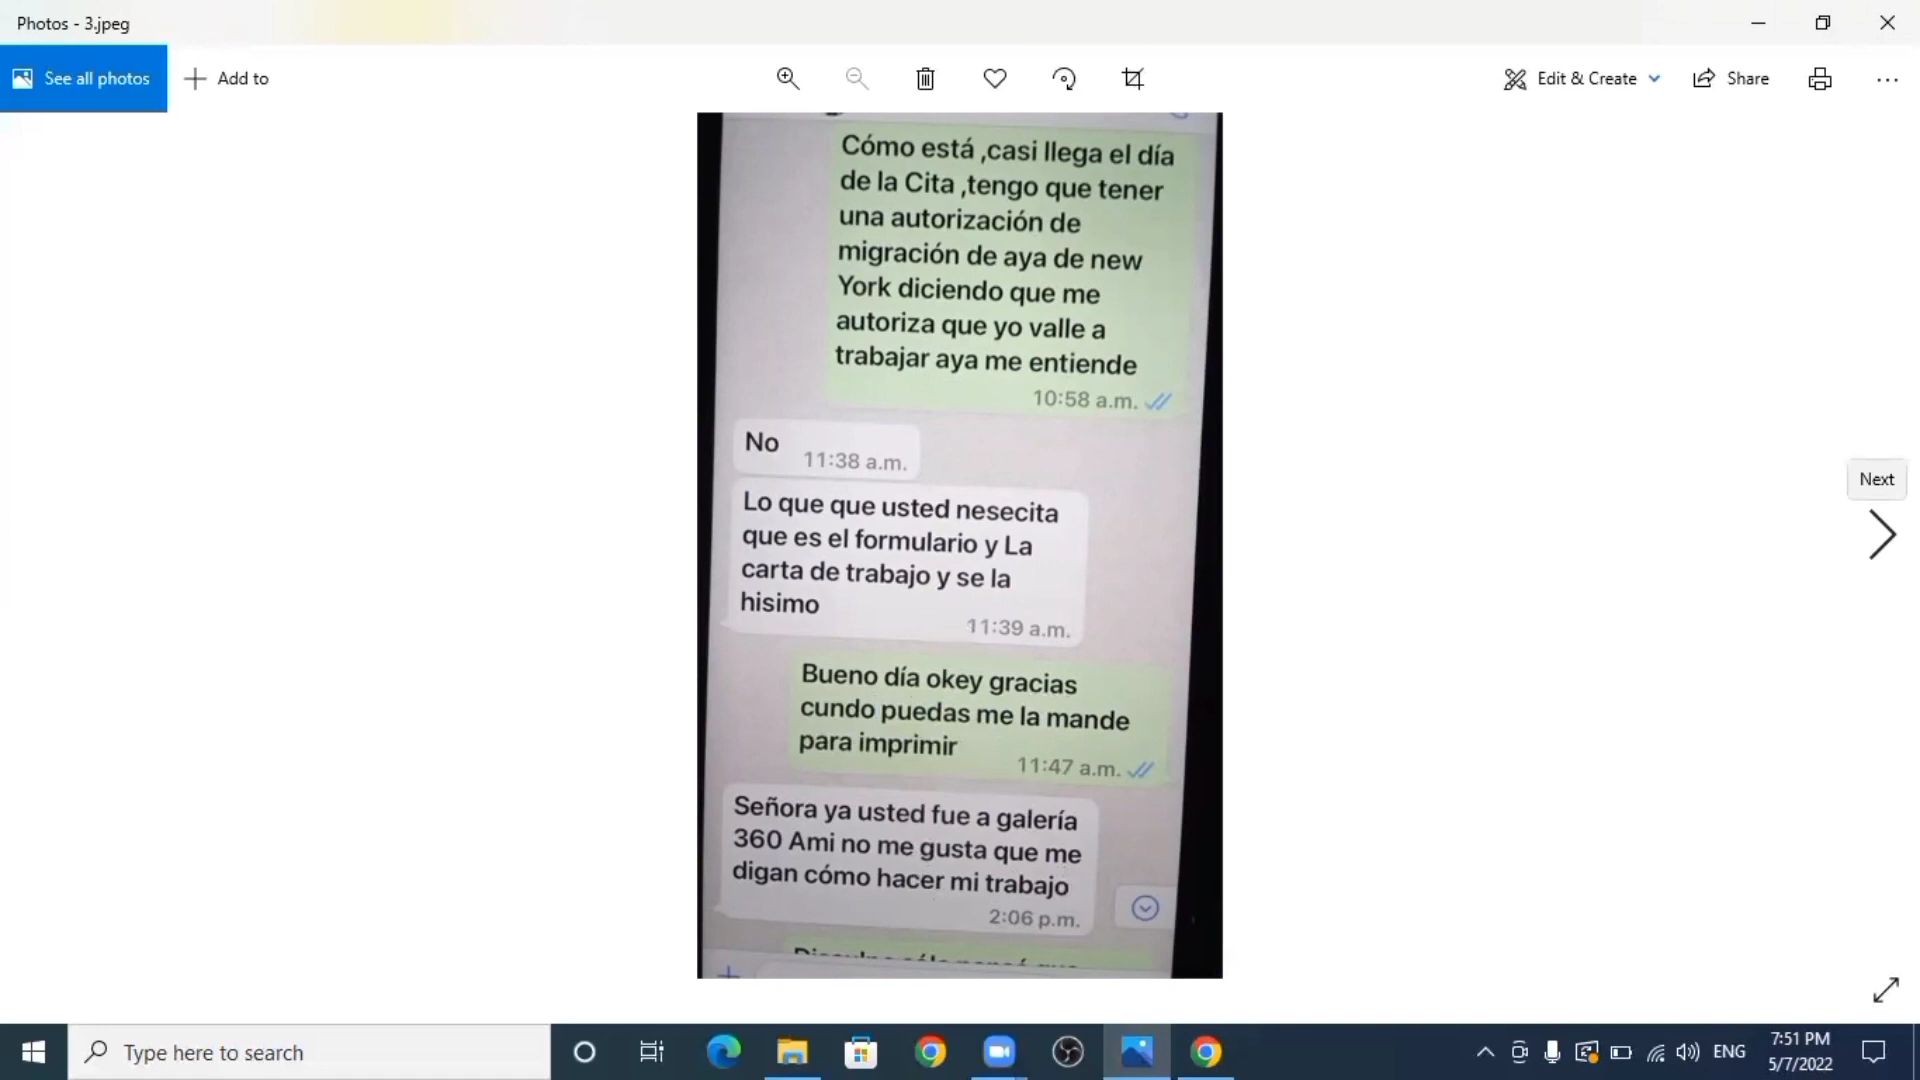 Photos - 3.jpeg
See all photos
Add to
Edit & Create
Share
Cómo está ,casi llega el día
de la Cita ,tengo que tener
una autorización de
migración de aya de new
York diciendo que me
autoriza que yo valle a
trabajar aya me entiende
10:58 a.m.
No
11:38 a.m.
Lo que que usted nesecita
que es el formulario y La
carta de trabajo y se la
hisimo
11:39 a.m.
Bueno día okey gracias
cundo puedas me la mande
para imprimir
11:47 a.m.
Señora ya usted fue a galería
360 Ami no me gusta que me
digan cómo hacer mi trabajo
2:06 p.m.
Next
Type here to search
ENG
7:51 PM
5/7/2022